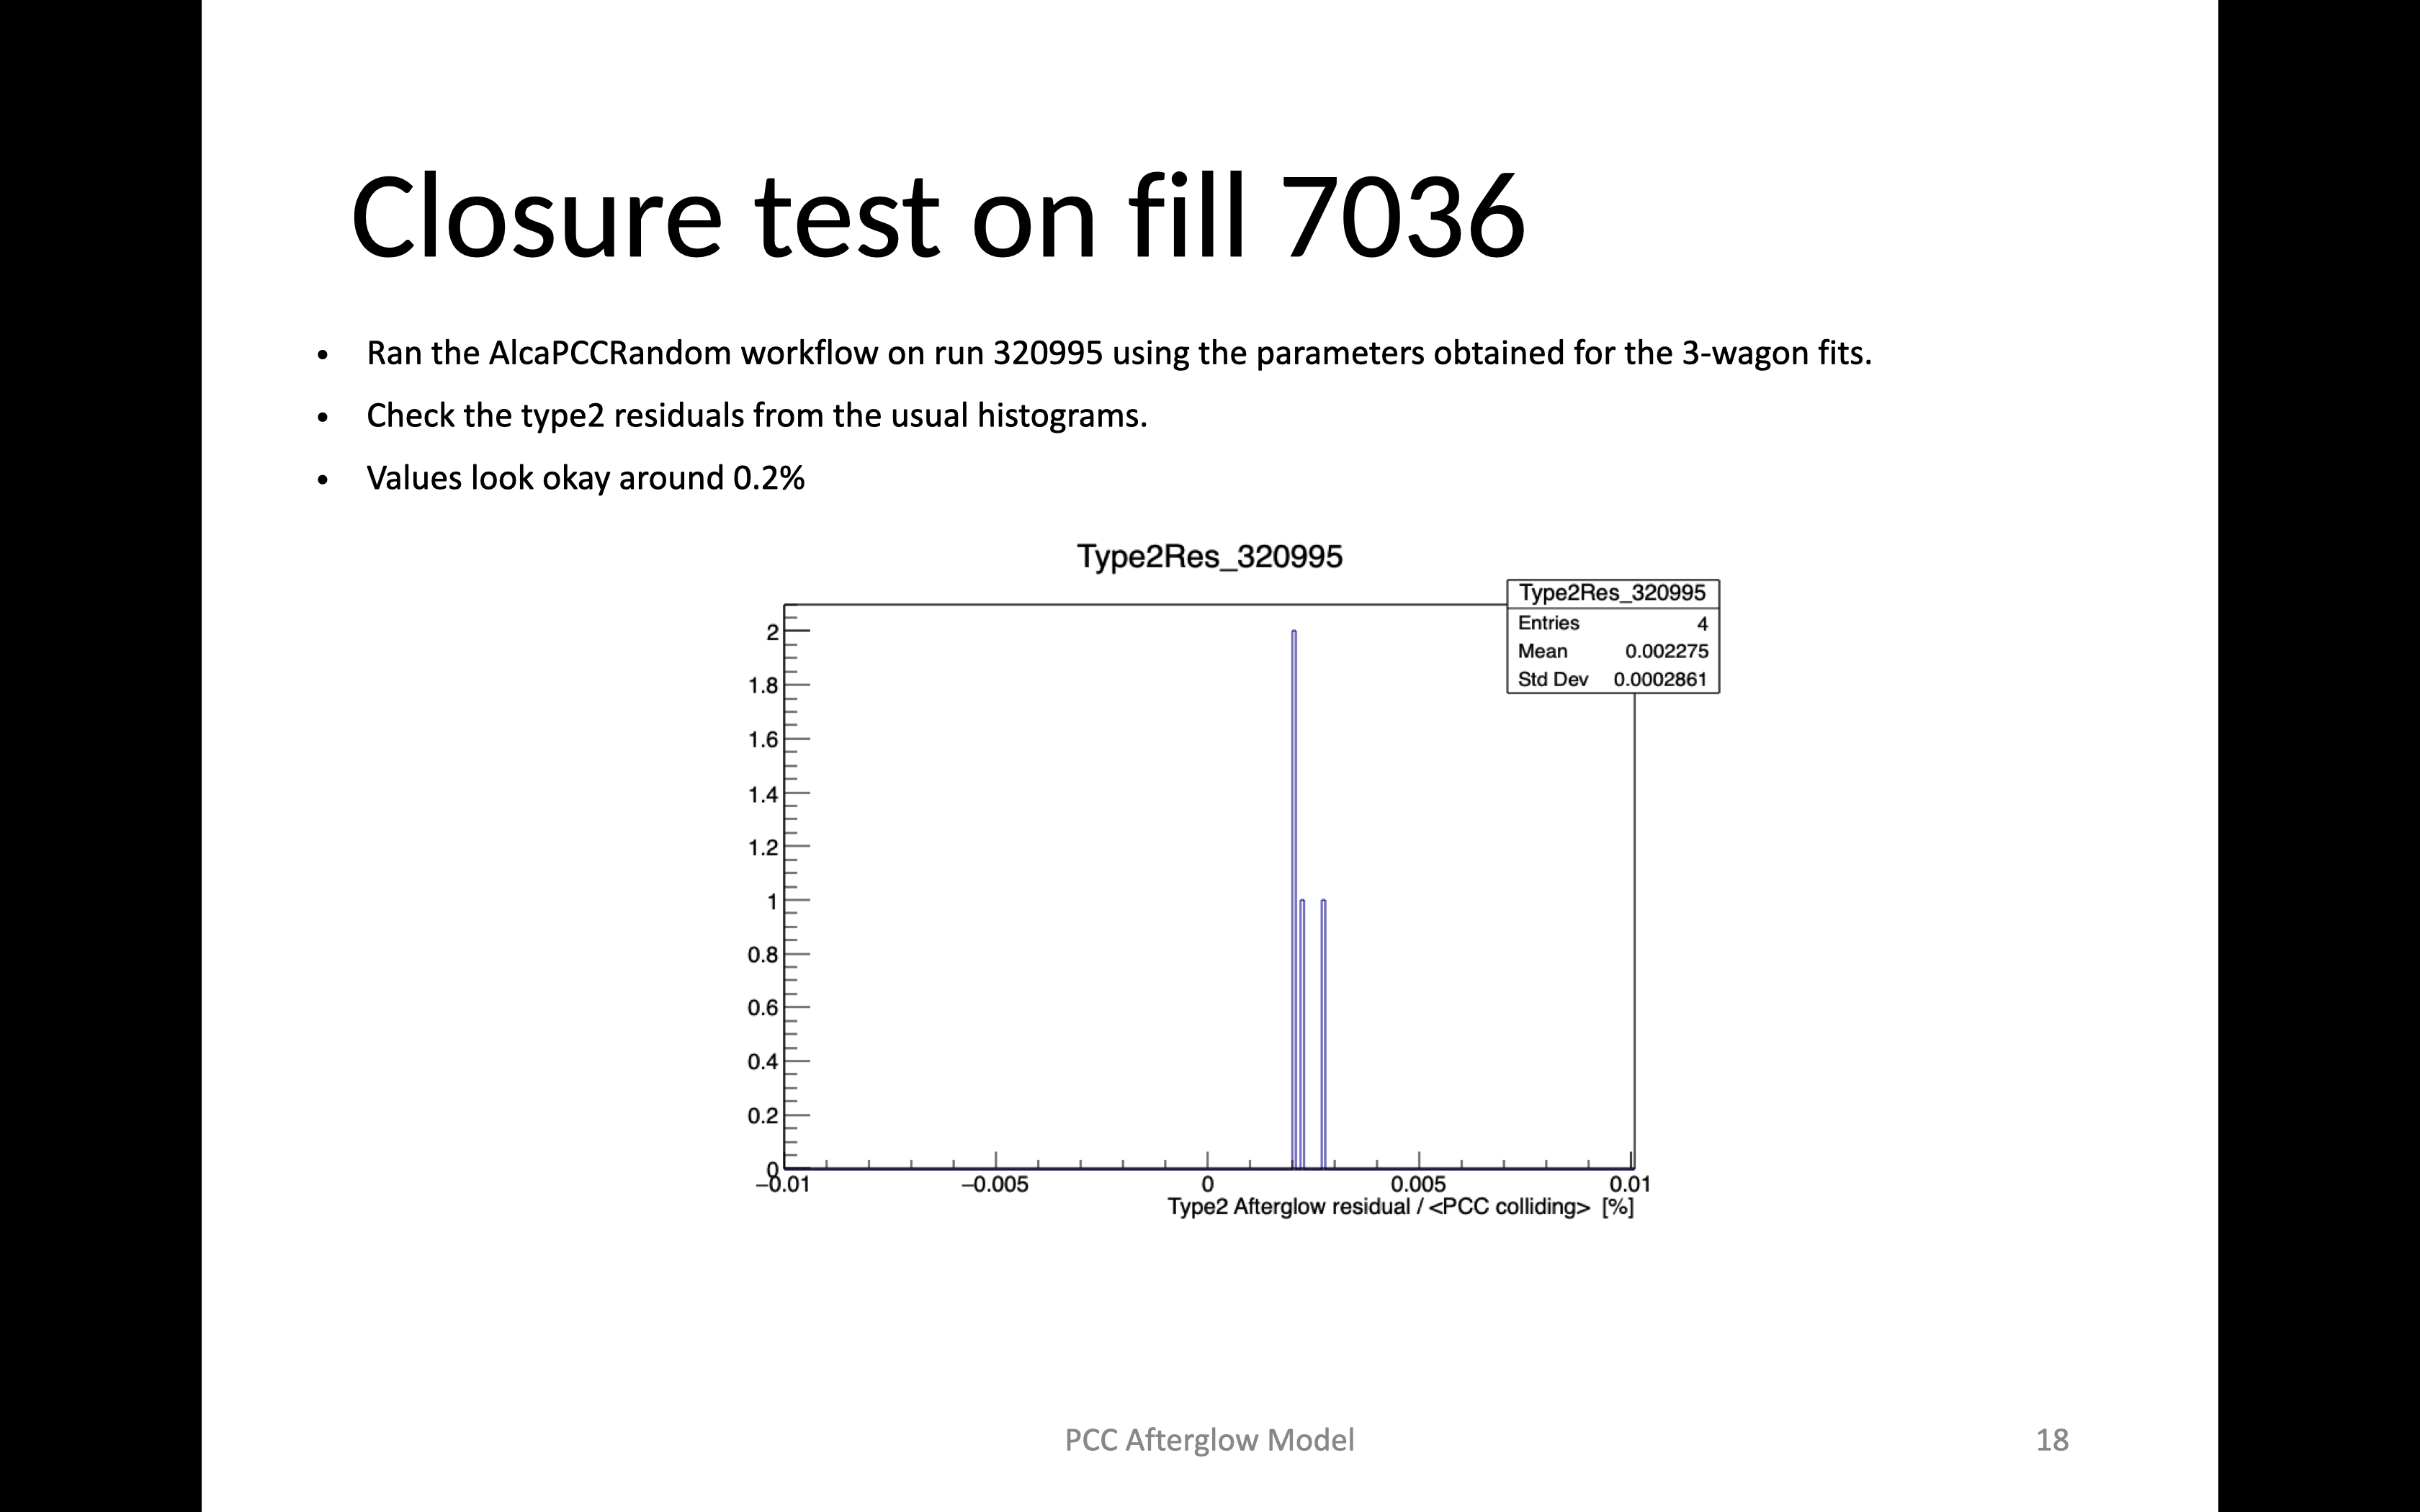 Closure test on fill 7036
• Ran the AlcaPCCRandom workflow on run 320995 using the parameters obtained for the 3-wagon fits.
• Check the type2 residuals from the usual histograms.
• Values look okay around 0.2%
Type2Res_320995
Type2Res_320995
Entries 4
Mean 0.002275
Std Dev 0.0002861
2
1.8
1.6
1.4
1.2
1
0.8
0.6
0.4
0.2
0
−0.01 −0.005 0 0.005 0.01
Type2 Afterglow residual / <PCC colliding> [%]
PCC Afterglow Model 18